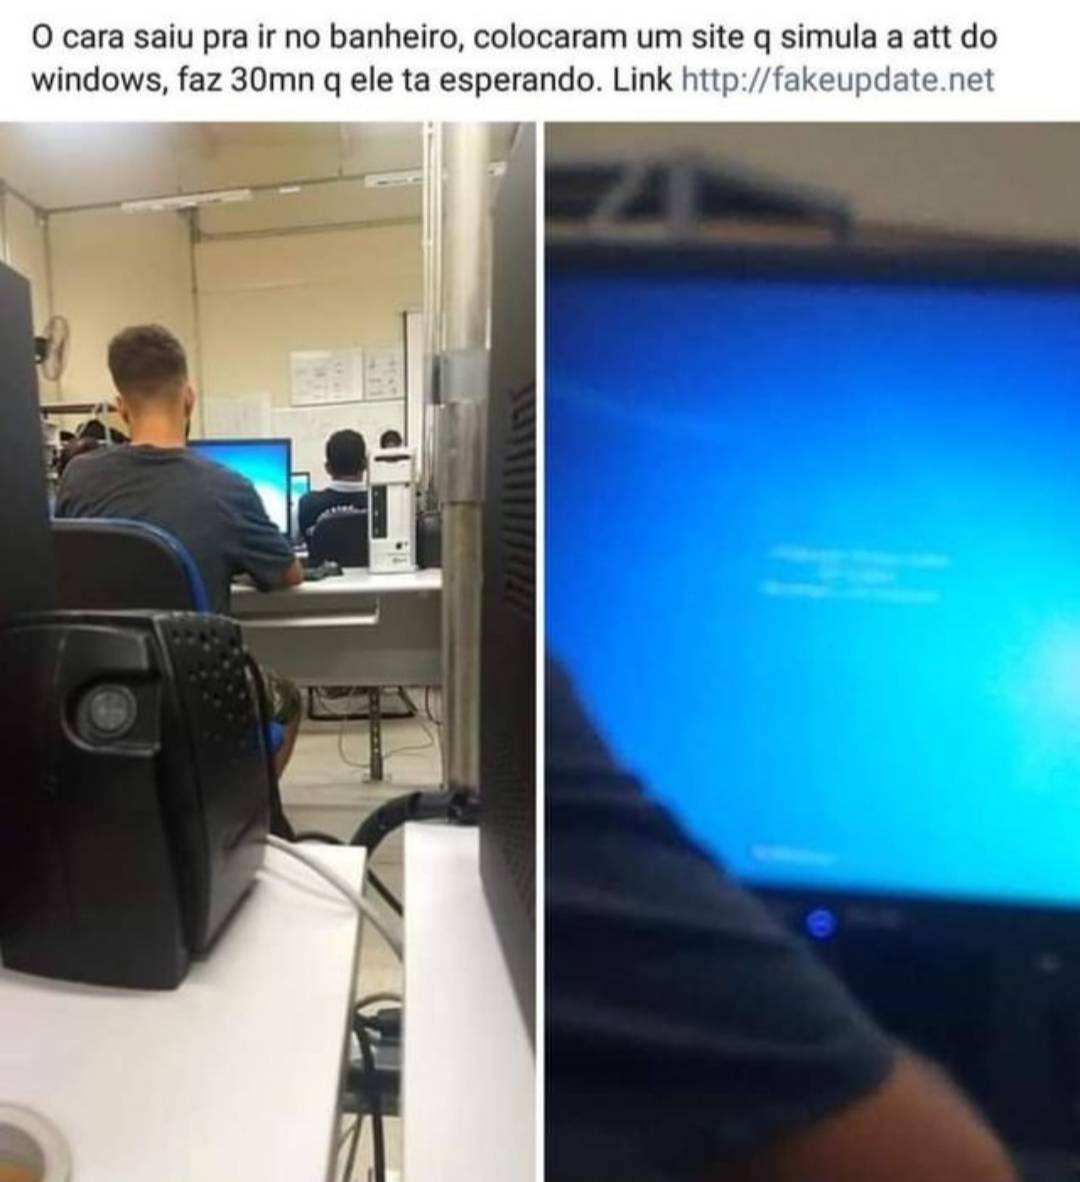 O cara saiu pra ir no banheiro, colocaram um site q simula a att do
windows, faz 30mn q ele ta esperando. Link http://fakeupdate.net